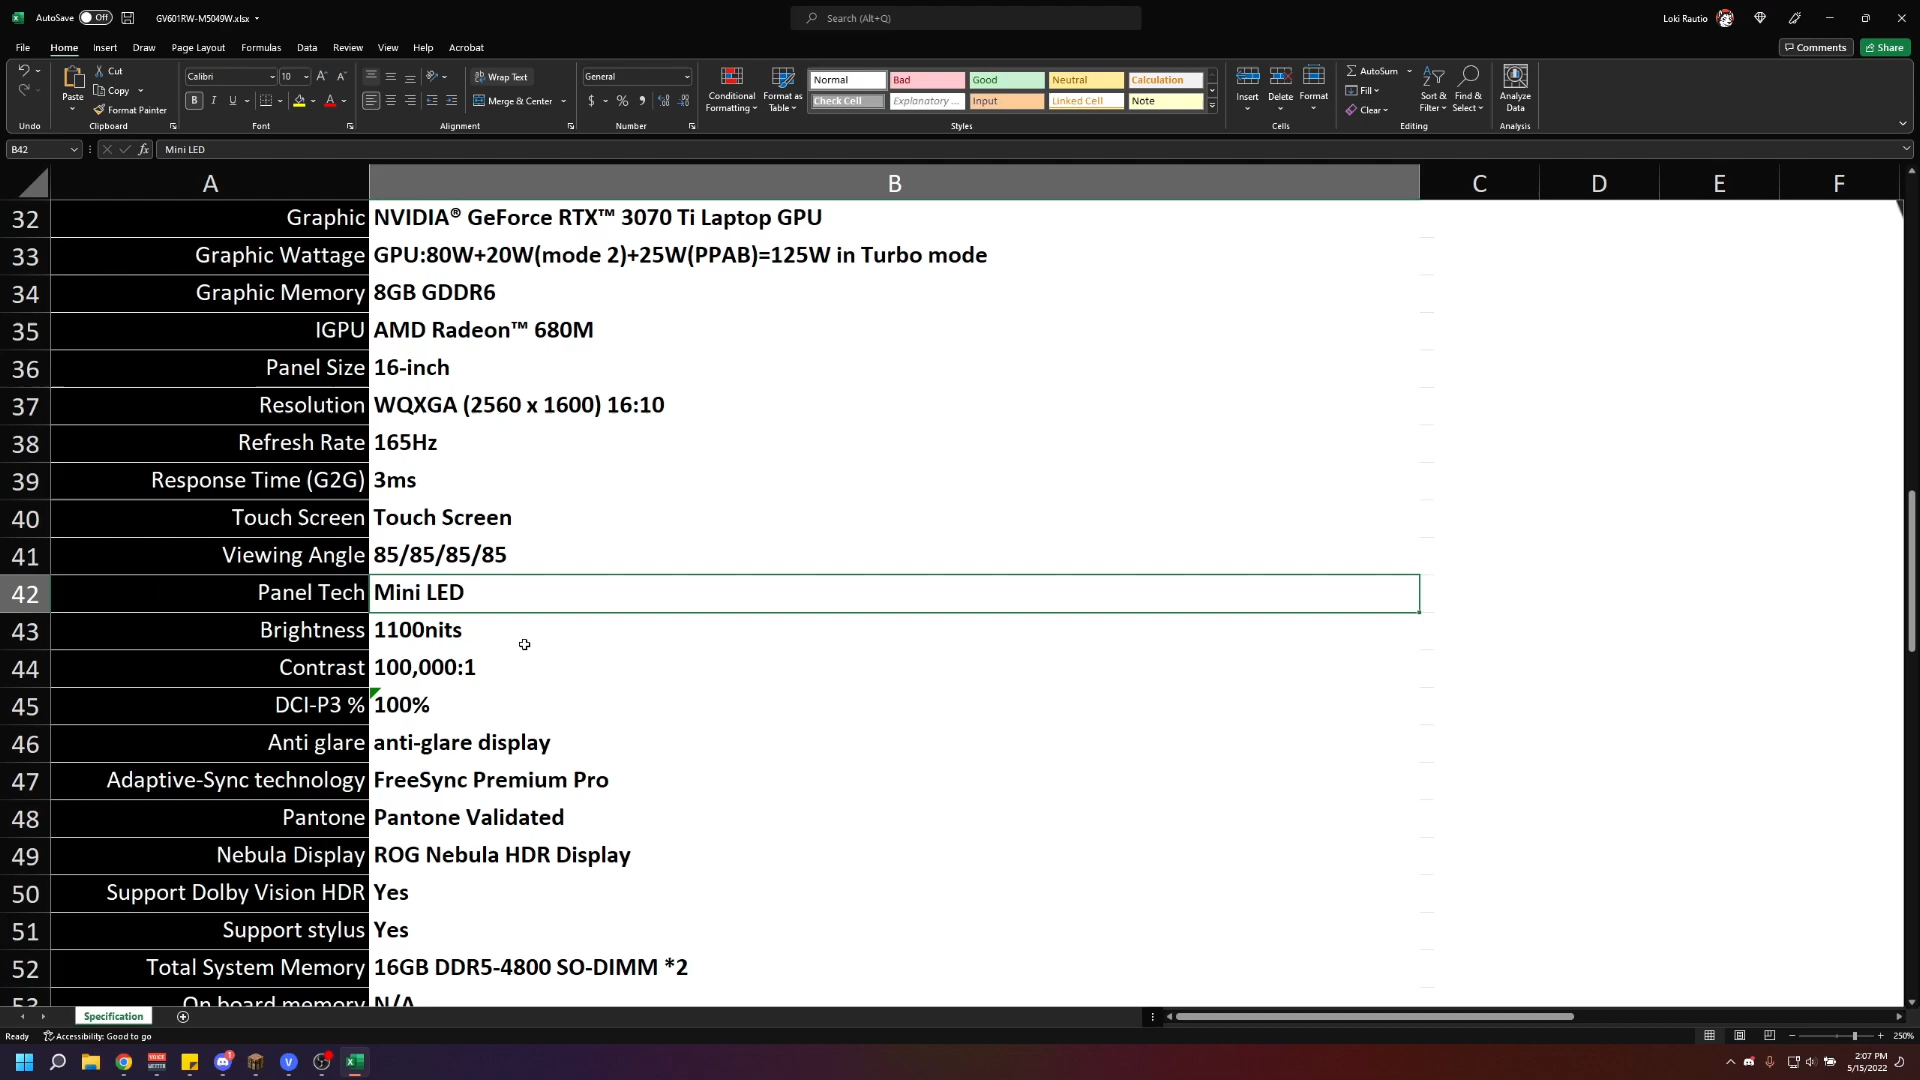 AutoSave Off GV601RW-M5049W.xlsx Search (Alt+Q) Loki Rautio
File Home Insert Draw Page Layout Formulas Data Review View Help Acrobat Comments Share
Paste Cut Copy Format Painter
Calibri 10 B I U
Wrap Text Merge & Center
General $ % ,
Conditional Formatting Format as Table
Normal Bad Good Neutral Calculation
Check Cell Explanatory ... Input Linked Cell Note
Insert Delete Format
AutoSum Fill Clear Sort & Filter Find & Select Analyze Data
Undo Clipboard Font Alignment Number Styles Cells Editing Analysis
B42 fx Mini LED
A B C D E F
32 Graphic NVIDIA® GeForce RTX™ 3070 Ti Laptop GPU
33 Graphic Wattage GPU:80W+20W(mode 2)+25W(PPAB)=125W in Turbo mode
34 Graphic Memory 8GB GDDR6
35 IGPU AMD Radeon™ 680M
36 Panel Size 16-inch
37 Resolution WQXGA (2560 x 1600) 16:10
38 Refresh Rate 165Hz
39 Response Time (G2G) 3ms
40 Touch Screen Touch Screen
41 Viewing Angle 85/85/85/85
42 Panel Tech Mini LED
43 Brightness 1100nits
44 Contrast 100,000:1
45 DCI-P3 % 100%
46 Anti glare anti-glare display
47 Adaptive-Sync technology FreeSync Premium Pro
48 Pantone Pantone Validated
49 Nebula Display ROG Nebula HDR Display
50 Support Dolby Vision HDR Yes
51 Support stylus Yes
52 Total System Memory 16GB DDR5-4800 SO-DIMM *2
53 On board memory N/A
Specification
Ready Accessibility: Good to go 250%
2:07 PM
5/15/2022